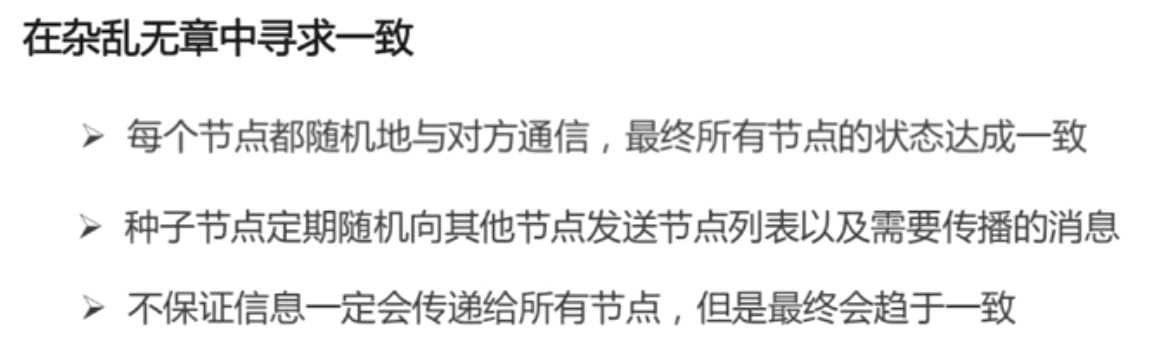 在杂乱无章中寻求一致
➢ 每个节点都随机地与对方通信，最终所有节点的状态达成一致
➢ 种子节点定期随机向其他节点发送节点列表以及需要传播的消息
➢ 不保证信息一定会传递给所有节点，但是最终会趋于一致